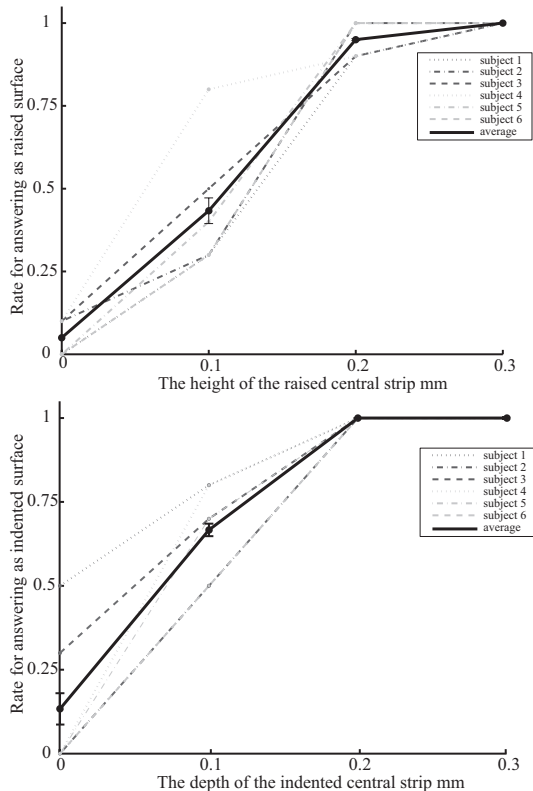 1
0.75
0.5
0.25
0
Rate for answering as raised surface
subject 1
subject 2
subject 3
subject 4
subject 5
subject 6
average
0 0.1 0.2 0.3
The height of the raised central strip mm
1
0.75
0.5
0.25
0
Rate for answering as indented surface
subject 1
subject 2
subject 3
subject 4
subject 5
subject 6
average
0 0.1 0.2 0.3
The depth of the indented central strip mm